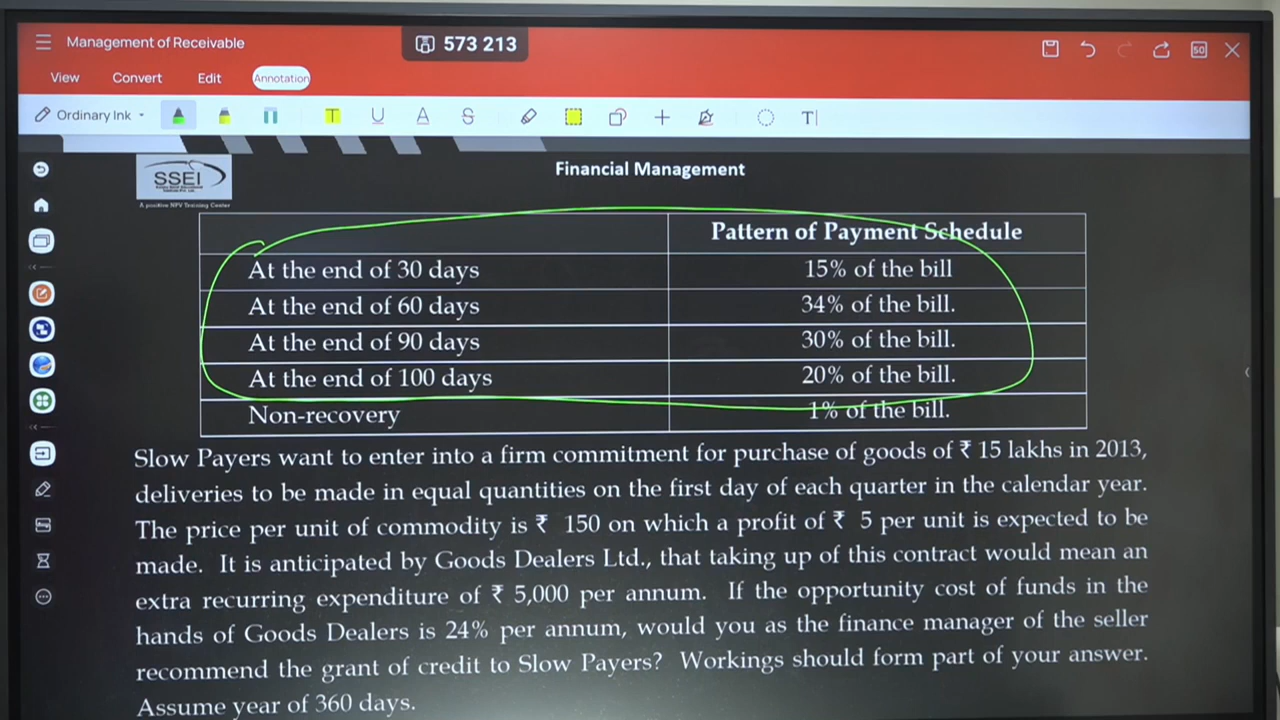 Management of Receivable
573 213
View Convert Edit Annotation
Ordinary Ink
50
SSEI
A positive NPV Training Center
Financial Management
Pattern of Payment Schedule
At the end of 30 days 15% of the bill
At the end of 60 days 34% of the bill.
At the end of 90 days 30% of the bill.
At the end of 100 days 20% of the bill.
Non-recovery 1% of the bill.
Slow Payers want to enter into a firm commitment for purchase of goods of ₹ 15 lakhs in 2013,
deliveries to be made in equal quantities on the first day of each quarter in the calendar year.
The price per unit of commodity is ₹ 150 on which a profit of ₹ 5 per unit is expected to be
made. It is anticipated by Goods Dealers Ltd., that taking up of this contract would mean an
extra recurring expenditure of ₹ 5,000 per annum. If the opportunity cost of funds in the
hands of Goods Dealers is 24% per annum, would you as the finance manager of the seller
recommend the grant of credit to Slow Payers? Workings should form part of your answer.
Assume year of 360 days.